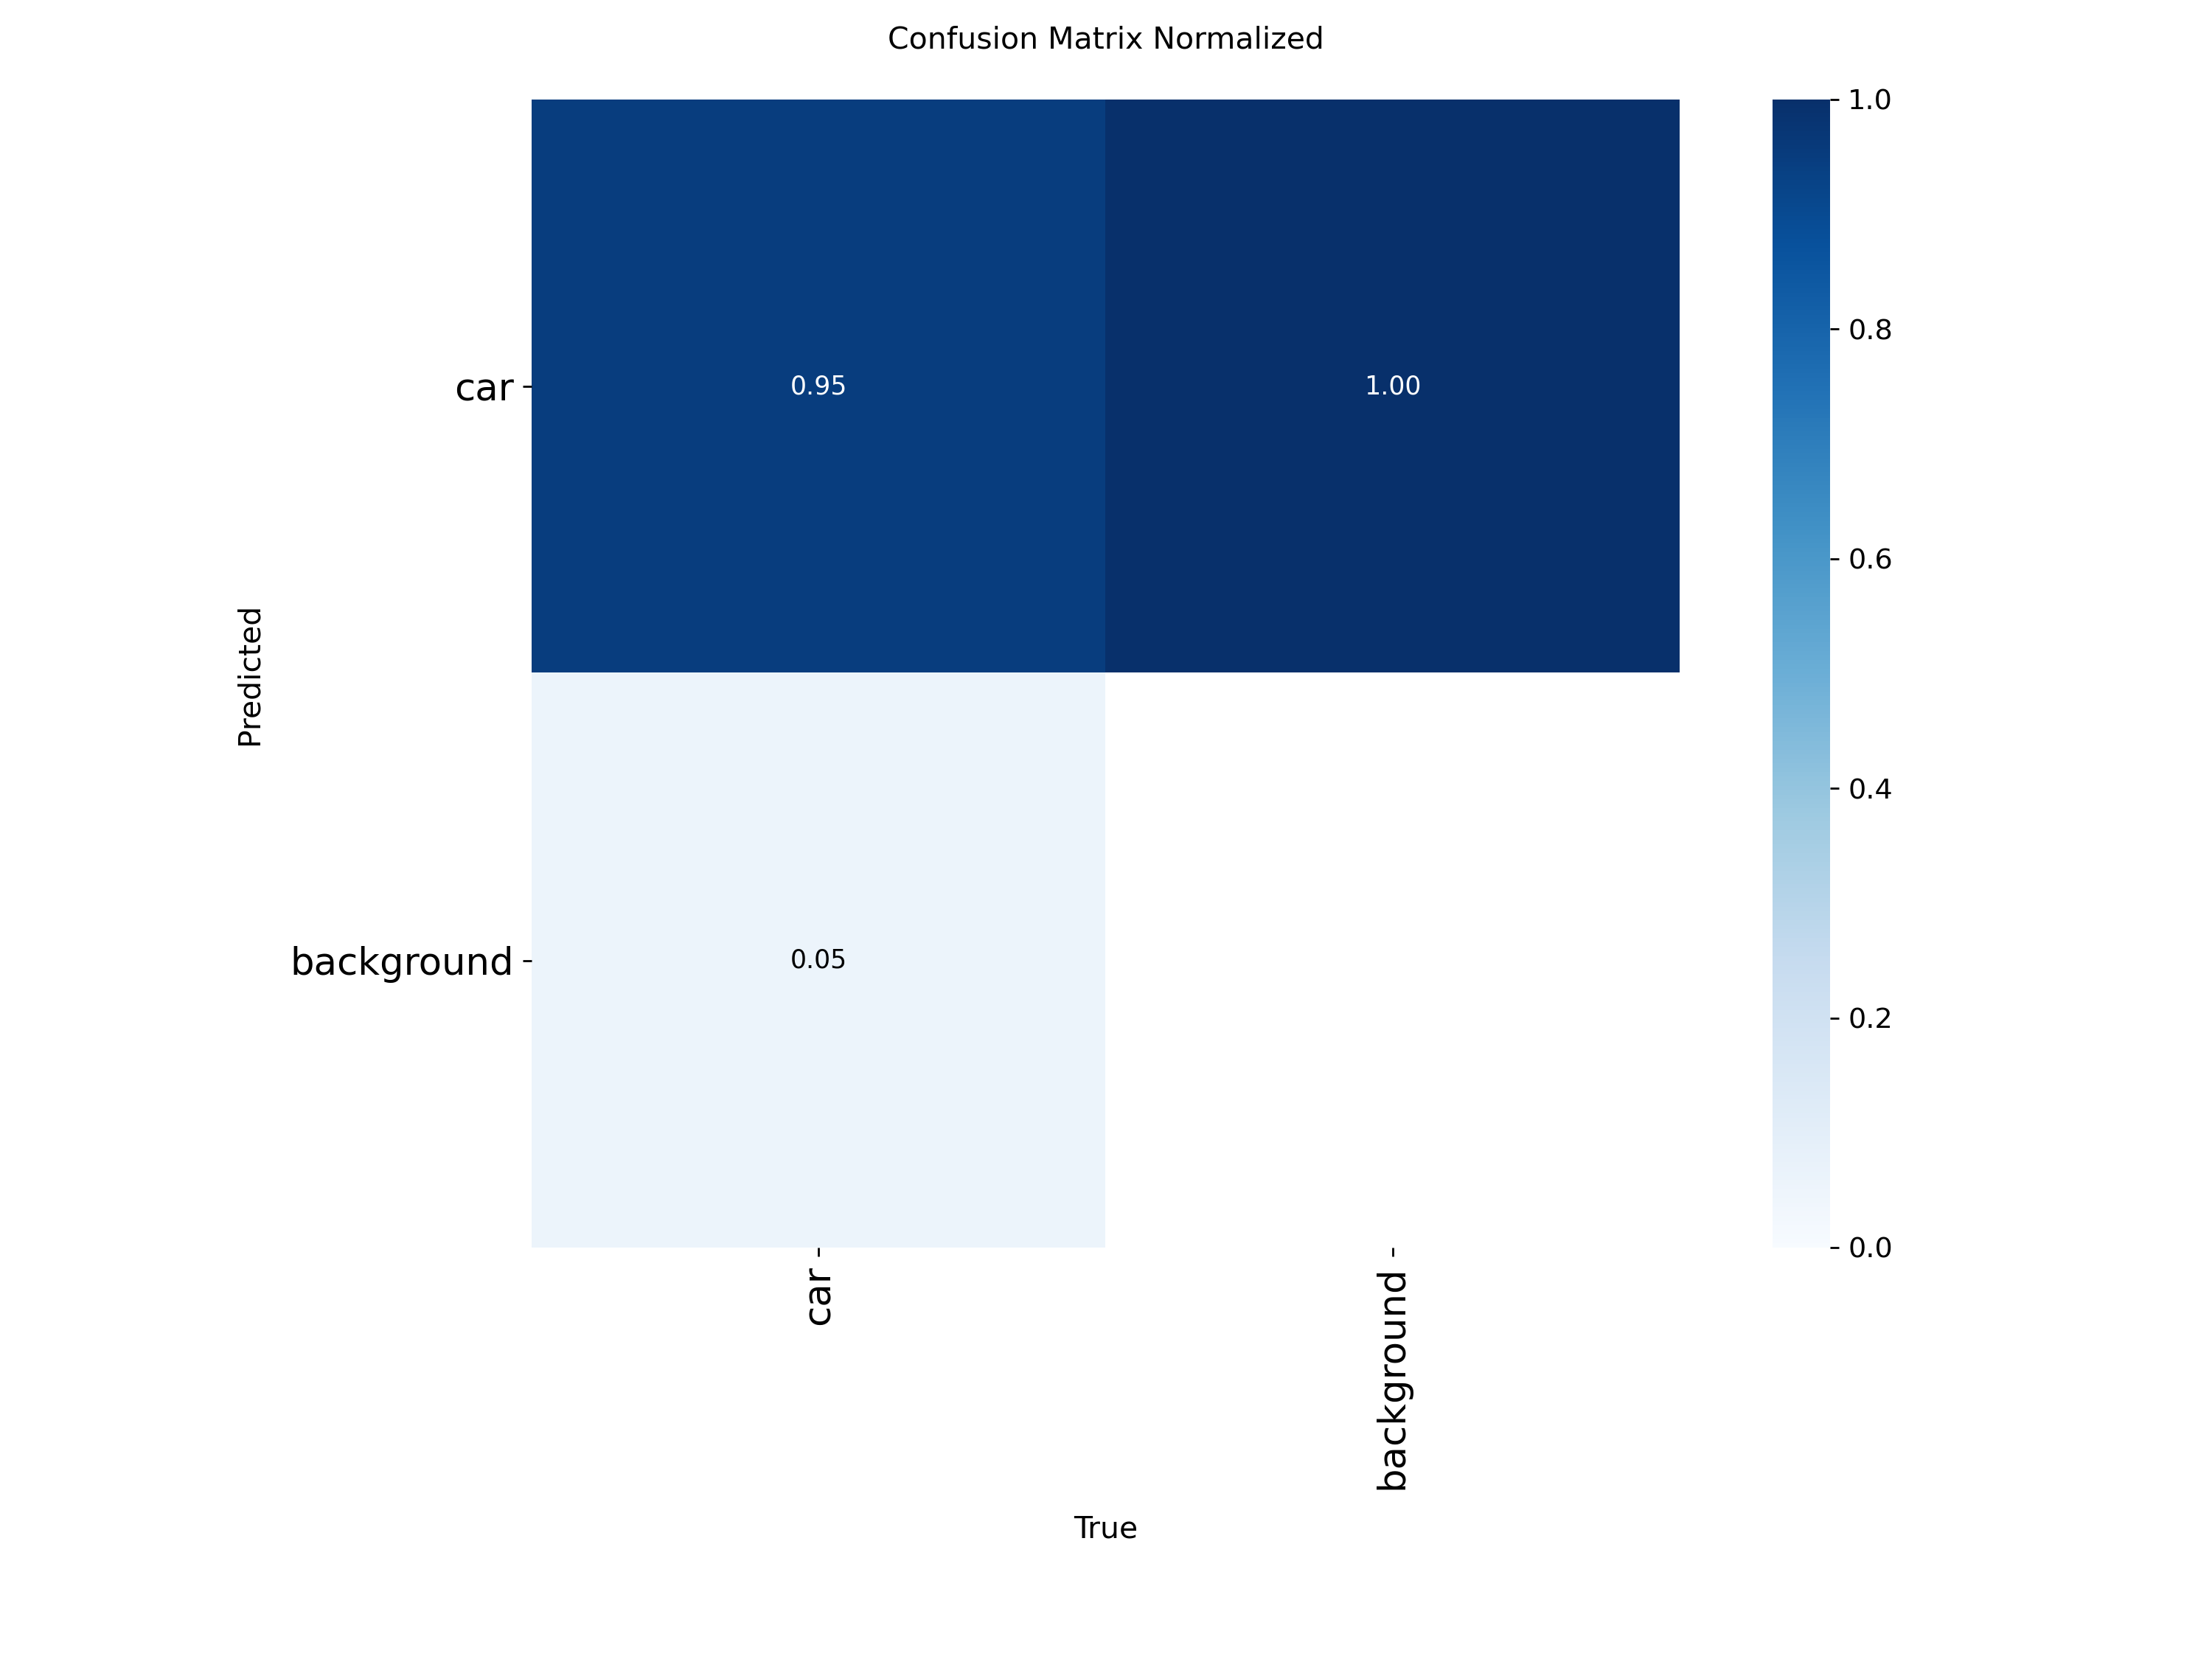 Confusion Matrix Normalized
1.0
0.8
0.6
0.4
0.2
0.0
Predicted
car
background
0.95
1.00
0.05
car
background
True